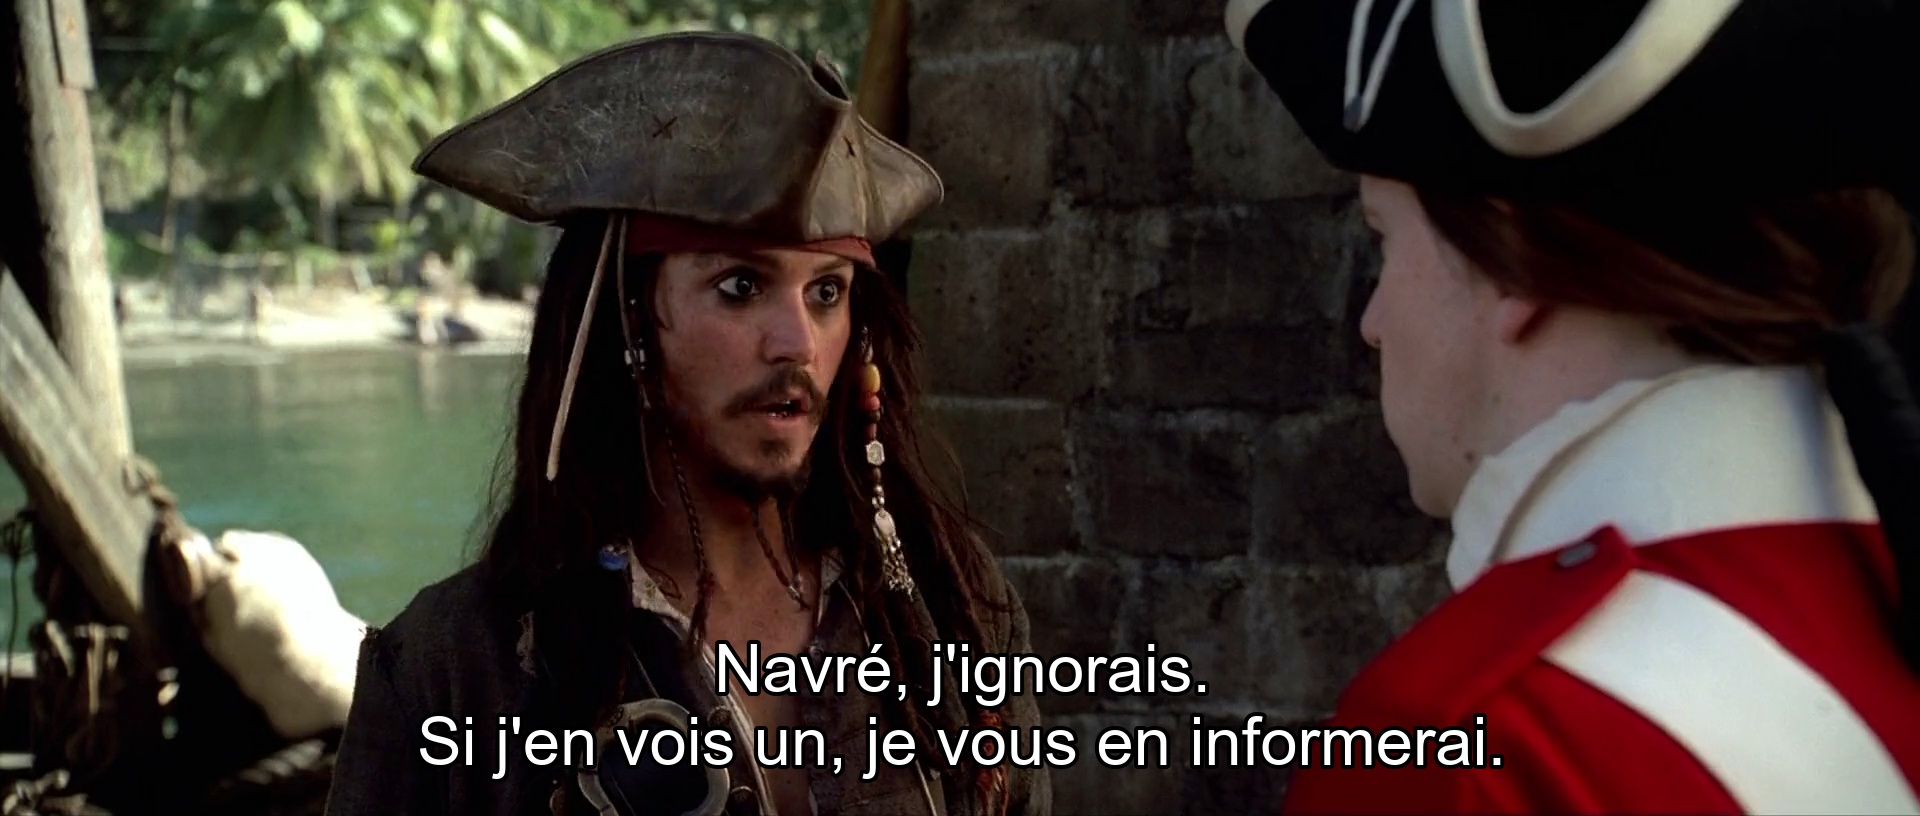 Navré, j'ignorais.
Si j'en vois un, je vous en informerai.